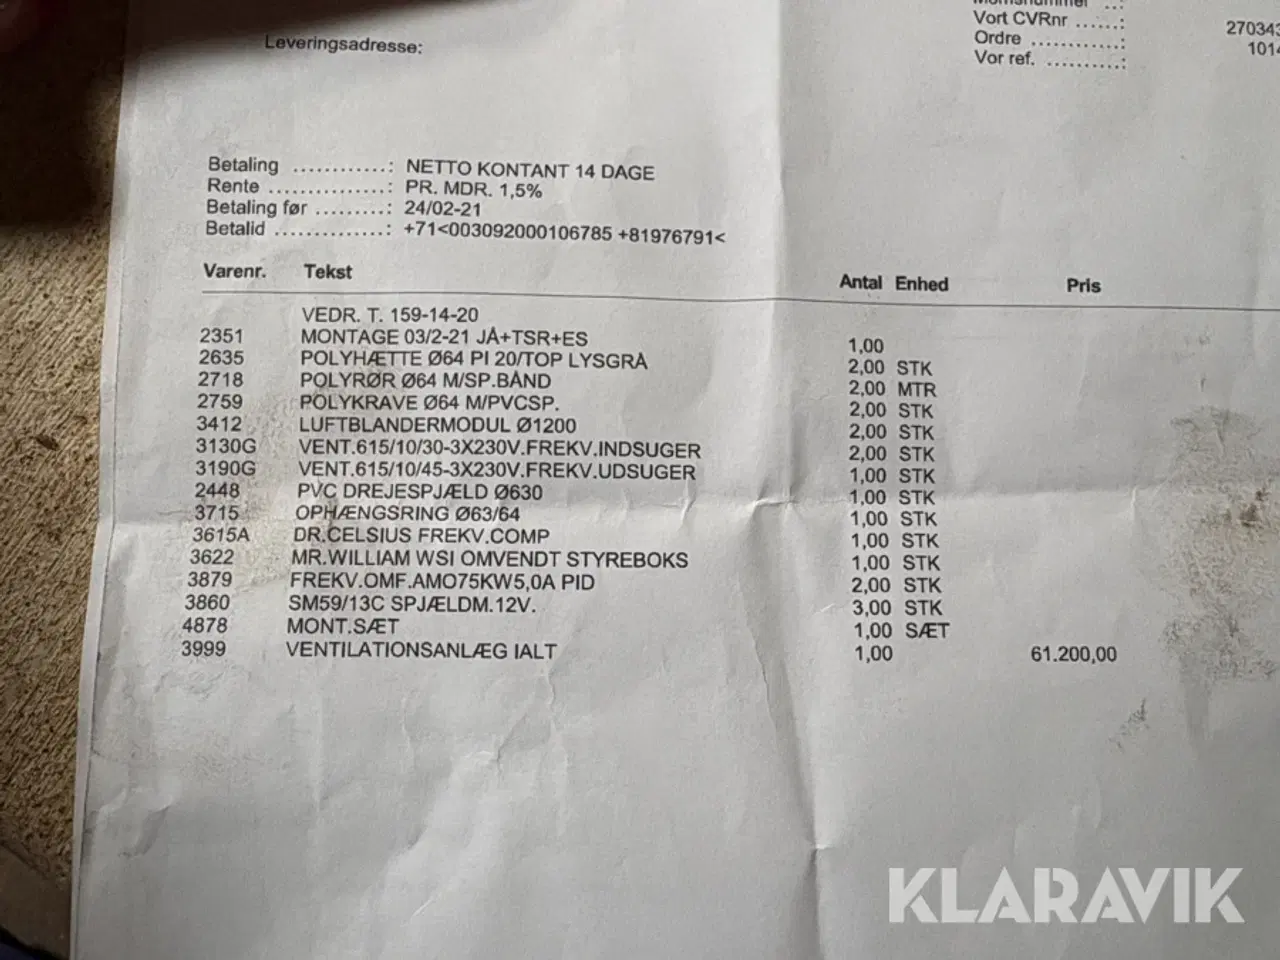 Momsnummer ..:
Vort CVRnr ......: 270343
Ordre ............: 1014
Vor ref. ..........:
Leveringsadresse:
Betaling ............: NETTO KONTANT 14 DAGE
Rente ...............: PR. MDR. 1,5%
Betaling før .........: 24/02-21
Betalid ..............: +71<003092000106785 +81976791<
Varenr. Tekst Antal Enhed Pris
VEDR. T. 159-14-20
2351 MONTAGE 03/2-21 JÅ+TSR+ES 1,00
2635 POLYHÆTTE Ø64 PI 20/TOP LYSGRÅ 2,00 STK
2718 POLYRØR Ø64 M/SP.BÅND 2,00 MTR
2759 POLYKRAVE Ø64 M/PVCSP. 2,00 STK
3412 LUFTBLANDERMODUL Ø1200 2,00 STK
3130G VENT.615/10/30-3X230V.FREKV.INDSUGER 2,00 STK
3190G VENT.615/10/45-3X230V.FREKV.UDSUGER 1,00 STK
2448 PVC DREJESPJÆLD Ø630 1,00 STK
3715 OPHÆNGSRING Ø63/64 1,00 STK
3615A DR.CELSIUS FREKV.COMP 1,00 STK
3622 MR.WILLIAM WSI OMVENDT STYREBOKS 1,00 STK
3879 FREKV.OMF.AMO75KW5,0A PID 2,00 STK
3860 SM59/13C SPJÆLDM.12V. 3,00 STK
4878 MONT.SÆT 1,00 SÆT
3999 VENTILATIONSANLÆG IALT 1,00 61.200,00
KLARAVIK